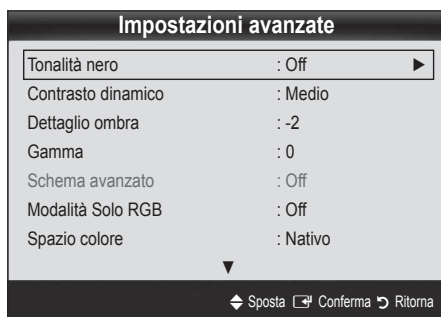 Impostazioni avanzate
Tonalità nero : Off ▶
Contrasto dinamico : Medio
Dettaglio ombra : -2
Gamma : 0
Schema avanzato : Off
Modalità Solo RGB : Off
Spazio colore : Nativo
▼
Sposta Conferma Ritorna